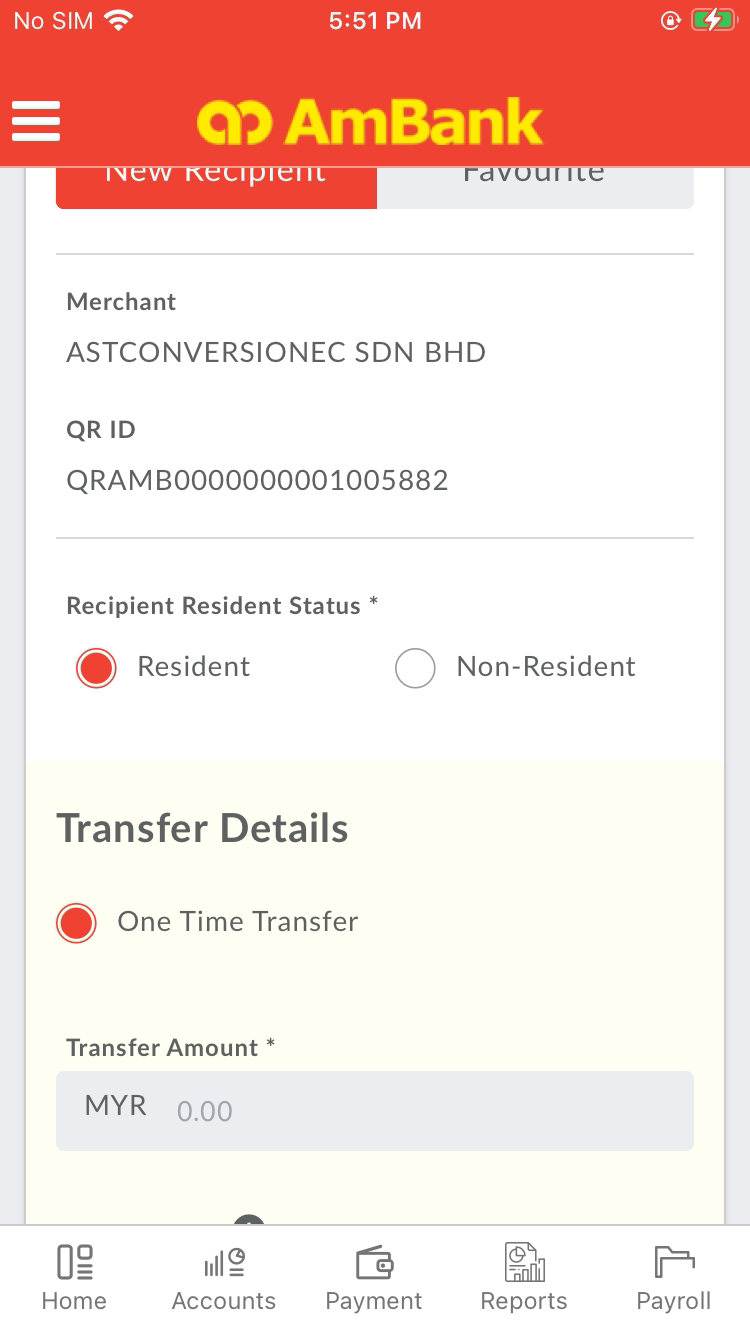 No SIM 5:51 PM
AmBank
New Recipient Favourite
Merchant
ASTCONVERSIONEC SDN BHD
QR ID
QRAMB0000000001005882
Recipient Resident Status *
Resident Non-Resident
Transfer Details
One Time Transfer
Transfer Amount *
MYR 0.00
Home Accounts Payment Reports Payroll